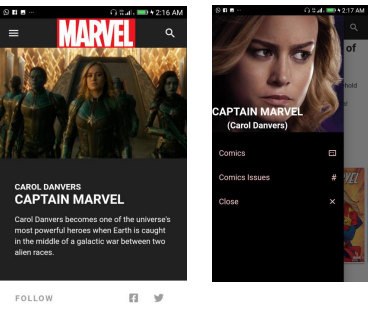 2:16 AM
MARVEL
CAROL DANVERS
CAPTAIN MARVEL
Carol Danvers becomes one of the universe's
most powerful heroes when Earth is caught
in the middle of a galactic war between two
alien races.
FOLLOW
2:17 AM
of
CAPTAIN MARVEL
(Carol Danvers)
Comics
Comics Issues #
Close